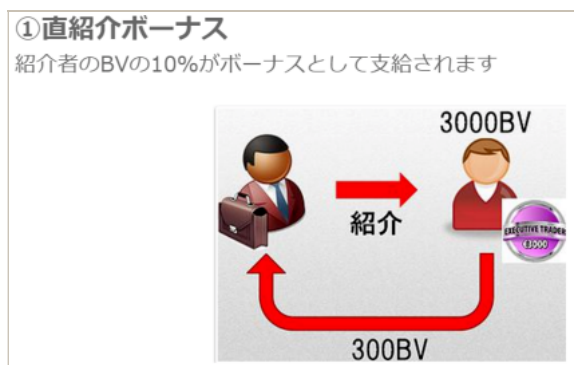 ①直紹介ボーナス
紹介者のBVの10%がボーナスとして支給されます
3000BV
紹介
EXECUTIVE TRADER
€3000
300BV